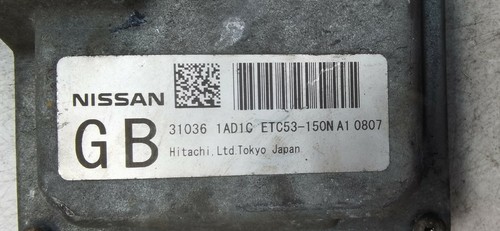 NISSAN
GB
31036 1AD1C ETC53-150N A1 0807
Hitachi,Ltd.Tokyo Japan